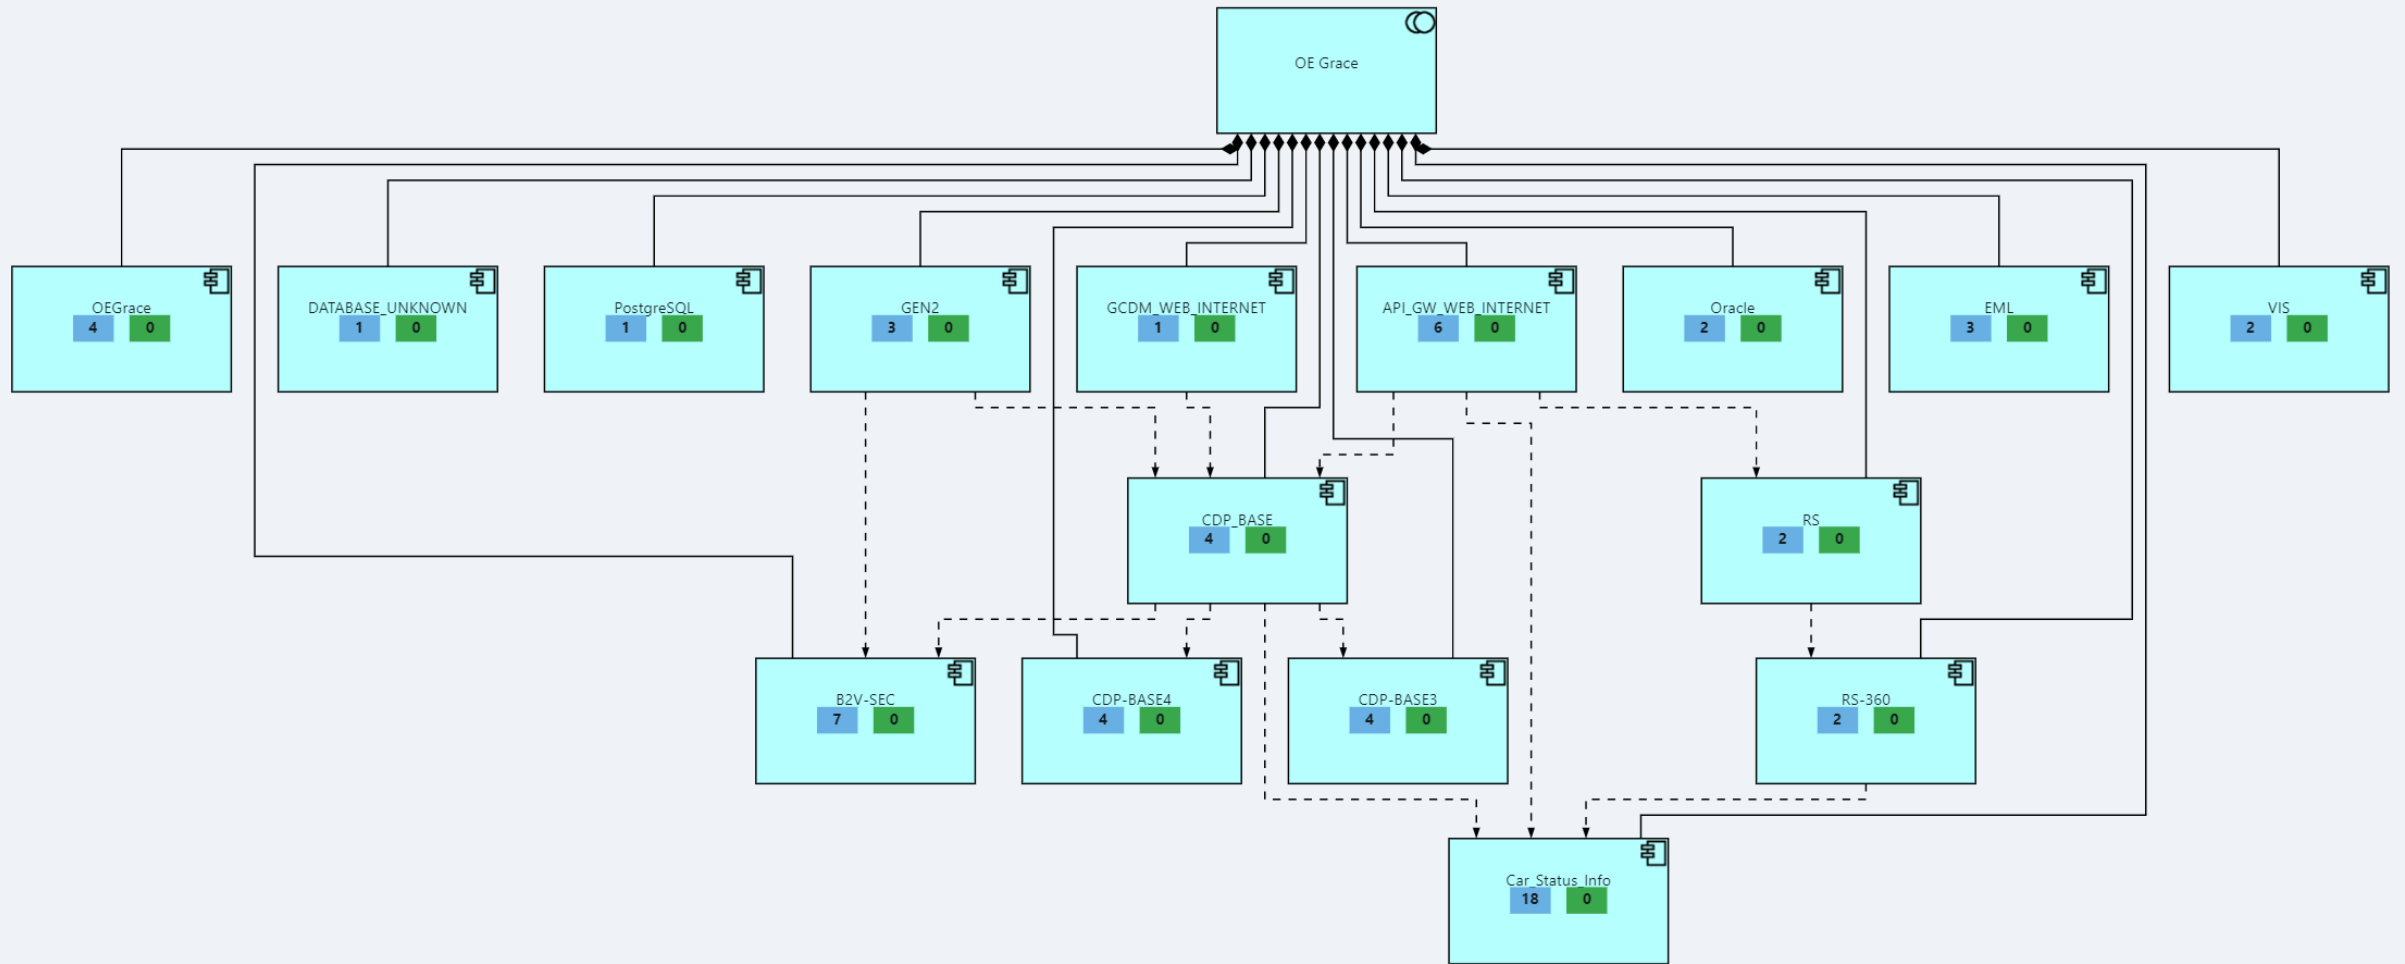 OE Grace
OEGrace
4 0
DATABASE_UNKNOWN
1 0
PostgreSQL
1 0
GEN2
3 0
GCDM_WEB_INTERNET
1 0
API_GW_WEB_INTERNET
6 0
Oracle
2 0
EML
3 0
VIS
2 0
CDP_BASE
4 0
RS
2 0
B2V-SEC
7 0
CDP-BASE4
4 0
CDP-BASE3
4 0
RS-360
2 0
Car_Status_Info
18 0